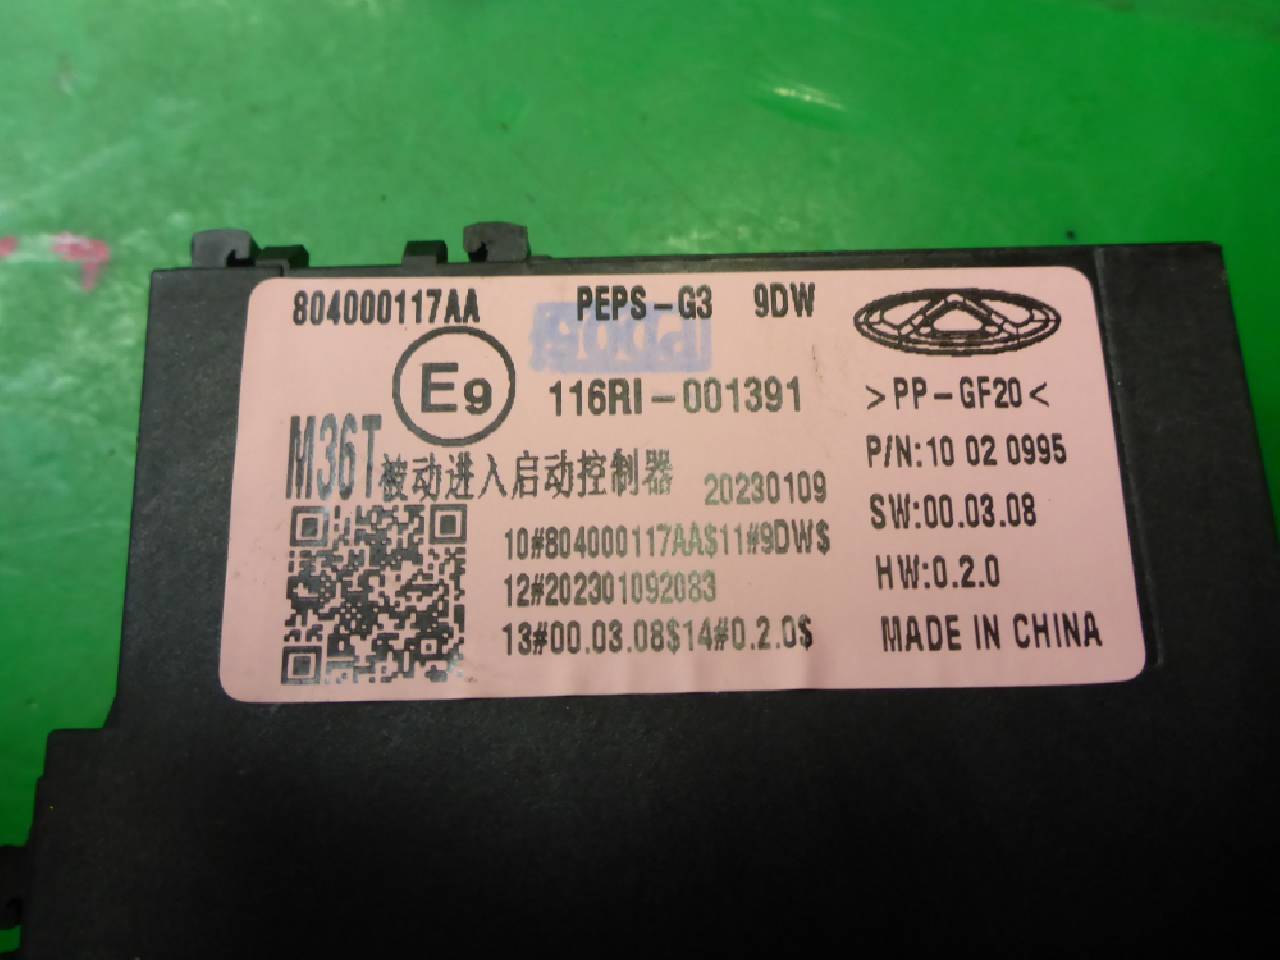 804000117AA PEPS-G3 9DW
E9 116RI-001391 >PP-GF20<
M36T被动进入启动控制器 20230109 P/N:10 02 0995
10#804000117AA$11#9DW$ SW:00.03.08
12#202301092083 HW:0.2.0
13#00.03.08$14#0.2.0$ MADE IN CHINA